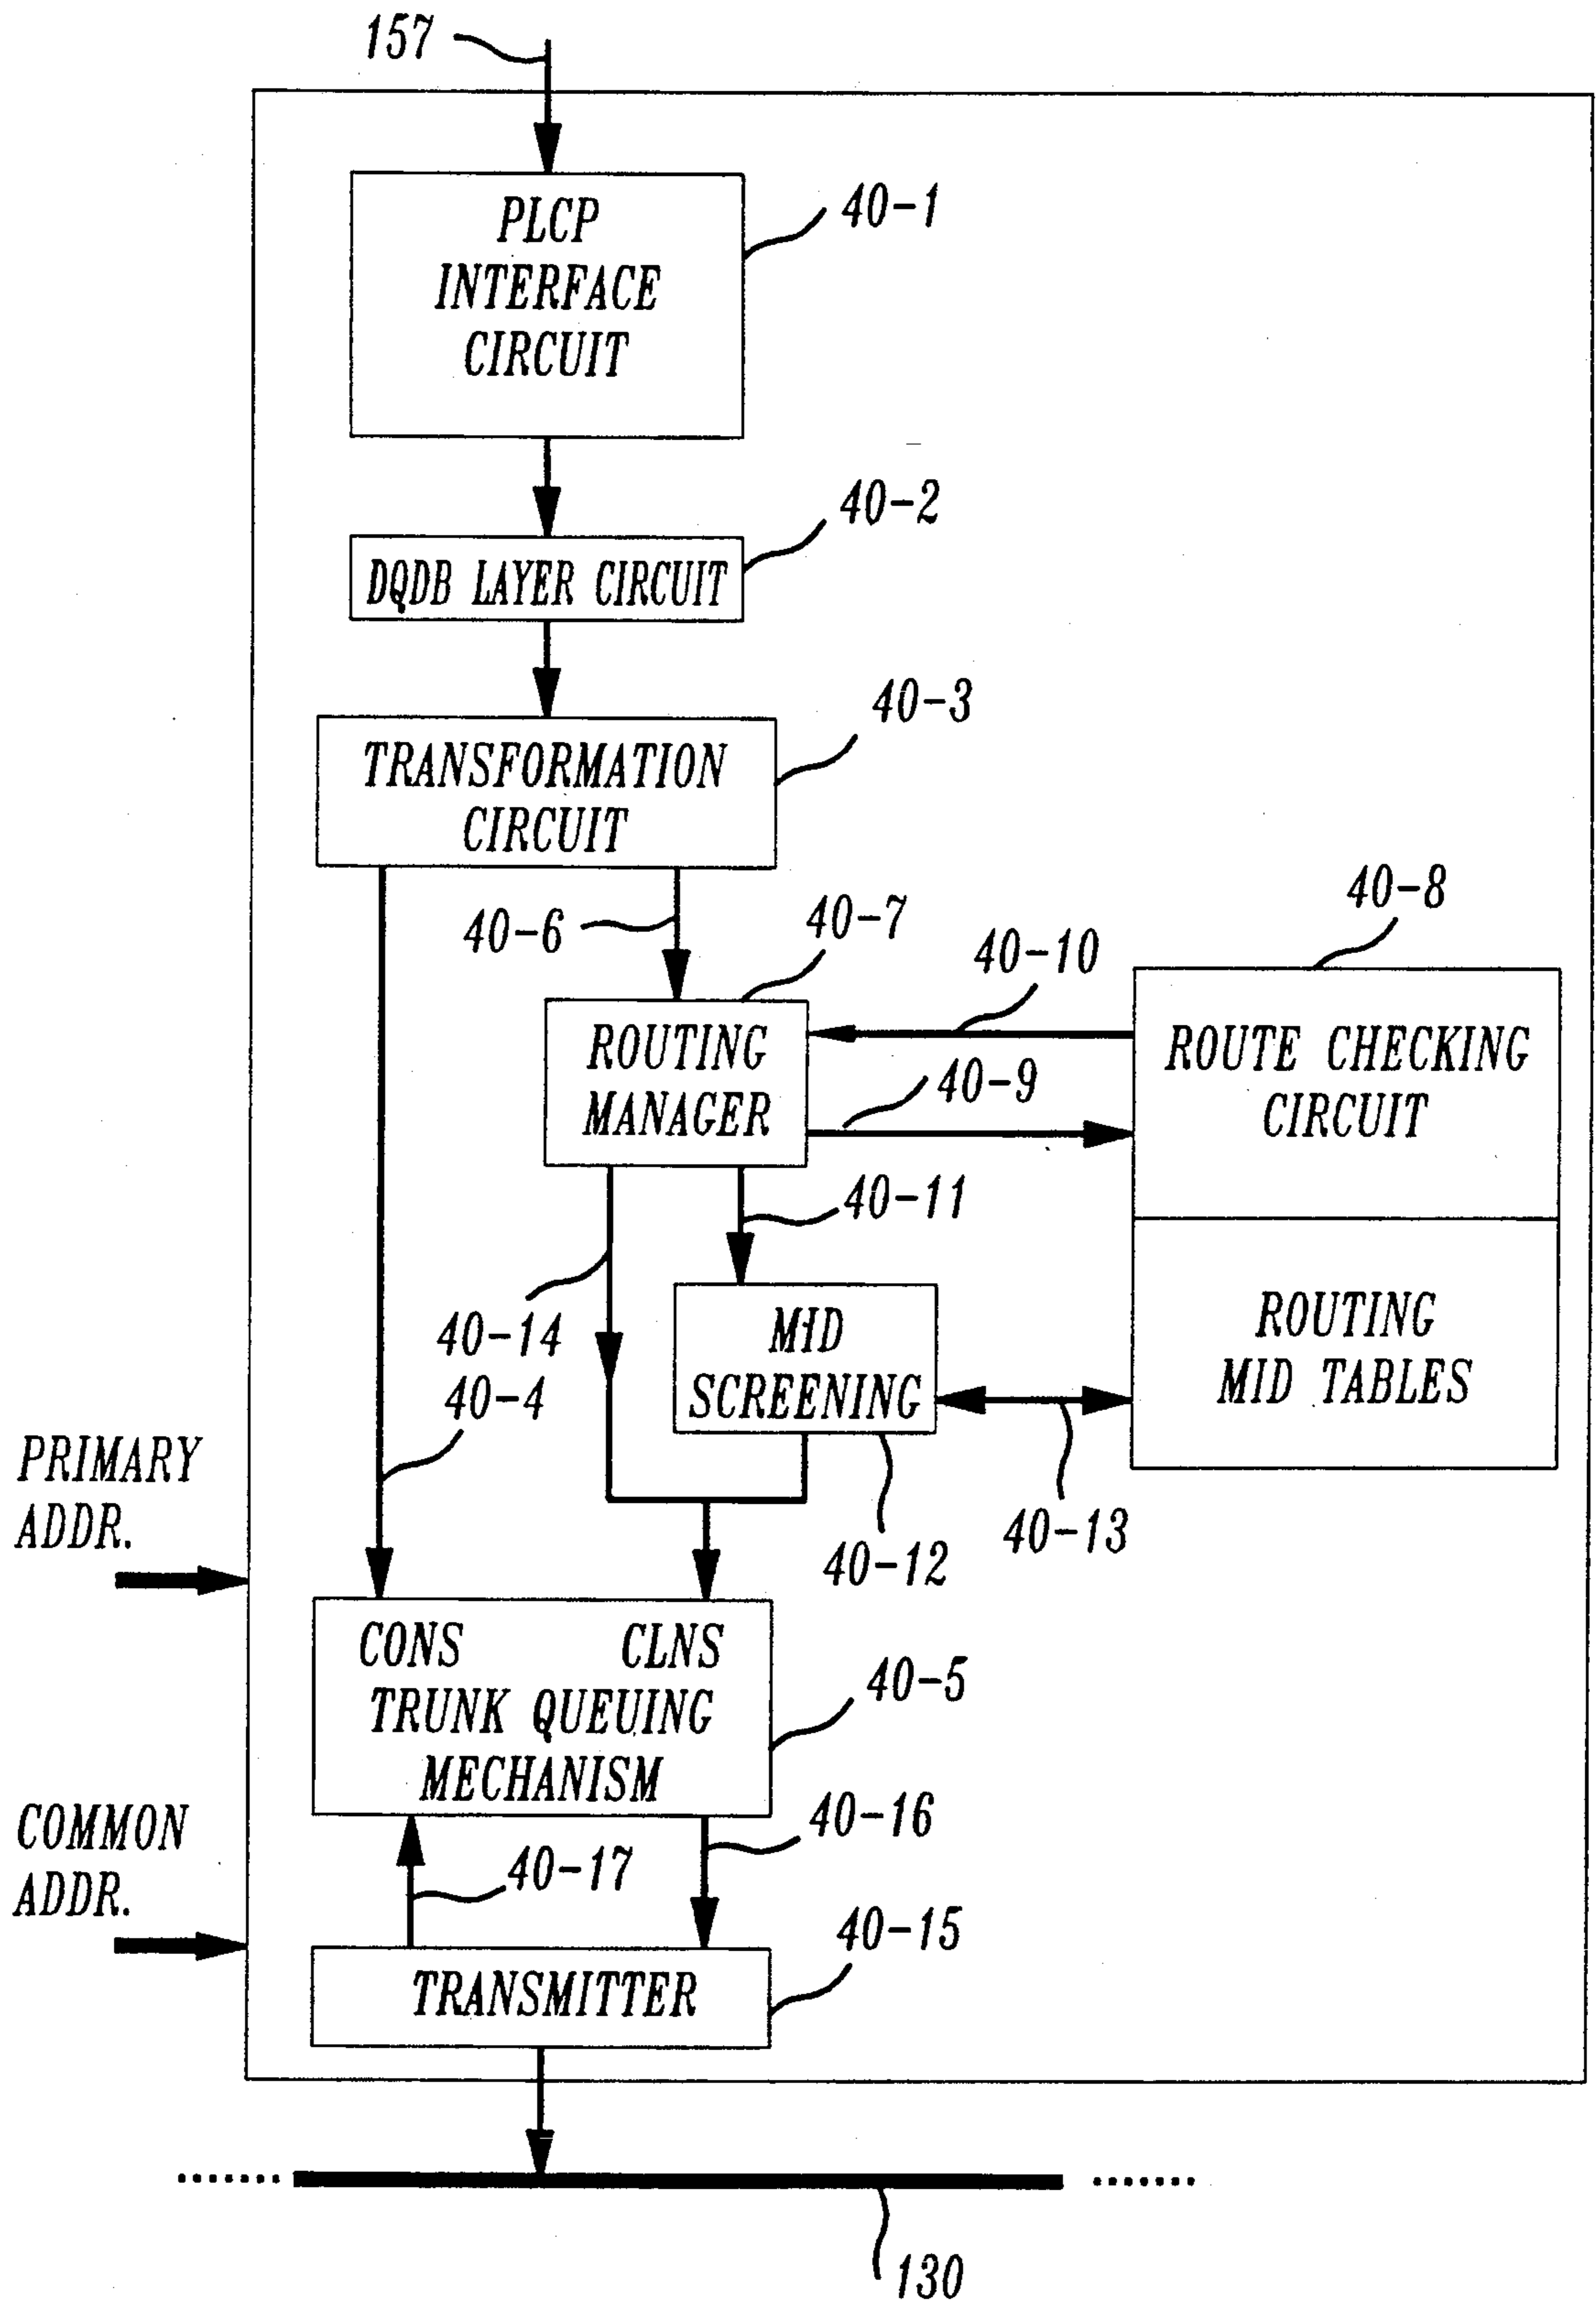 157
PLCP
INTERFACE
CIRCUIT
40-1
40-2
DQDB LAYER CIRCUIT
40-3
TRANSFORMATION
CIRCUIT
40-6
40-7
40-10
40-8
ROUTING
MANAGER
40-9
ROUTE CHECKING
CIRCUIT
40-11
40-14
40-4
MID
SCREENING
ROUTING
MID TABLES
40-13
40-12
PRIMARY
ADDR.
CONS CLNS
TRUNK QUEUING
MECHANISM
40-5
COMMON
ADDR.
40-17
40-16
40-15
TRANSMITTER
130